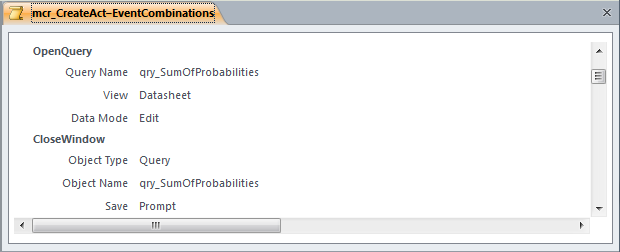 mcr_CreateAct–EventCombinations
OpenQuery
Query Name qry_SumOfProbabilities
View Datasheet
Data Mode Edit
CloseWindow
Object Type Query
Object Name qry_SumOfProbabilities
Save Prompt